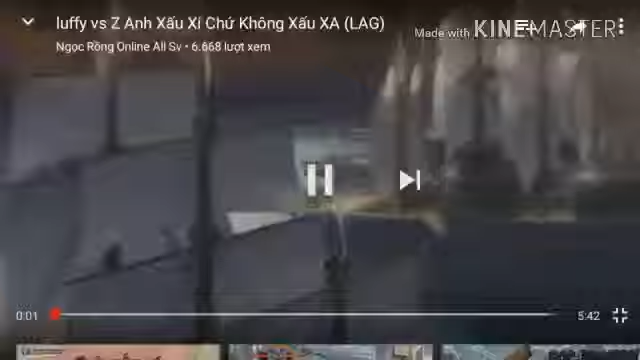 luffy vs Z Anh Xấu Xí Chứ Không Xấu XA (LAG)
Ngọc Rồng Online All Sv • 6.668 lượt xem
Made with KINEMASTER
0:01
5:42